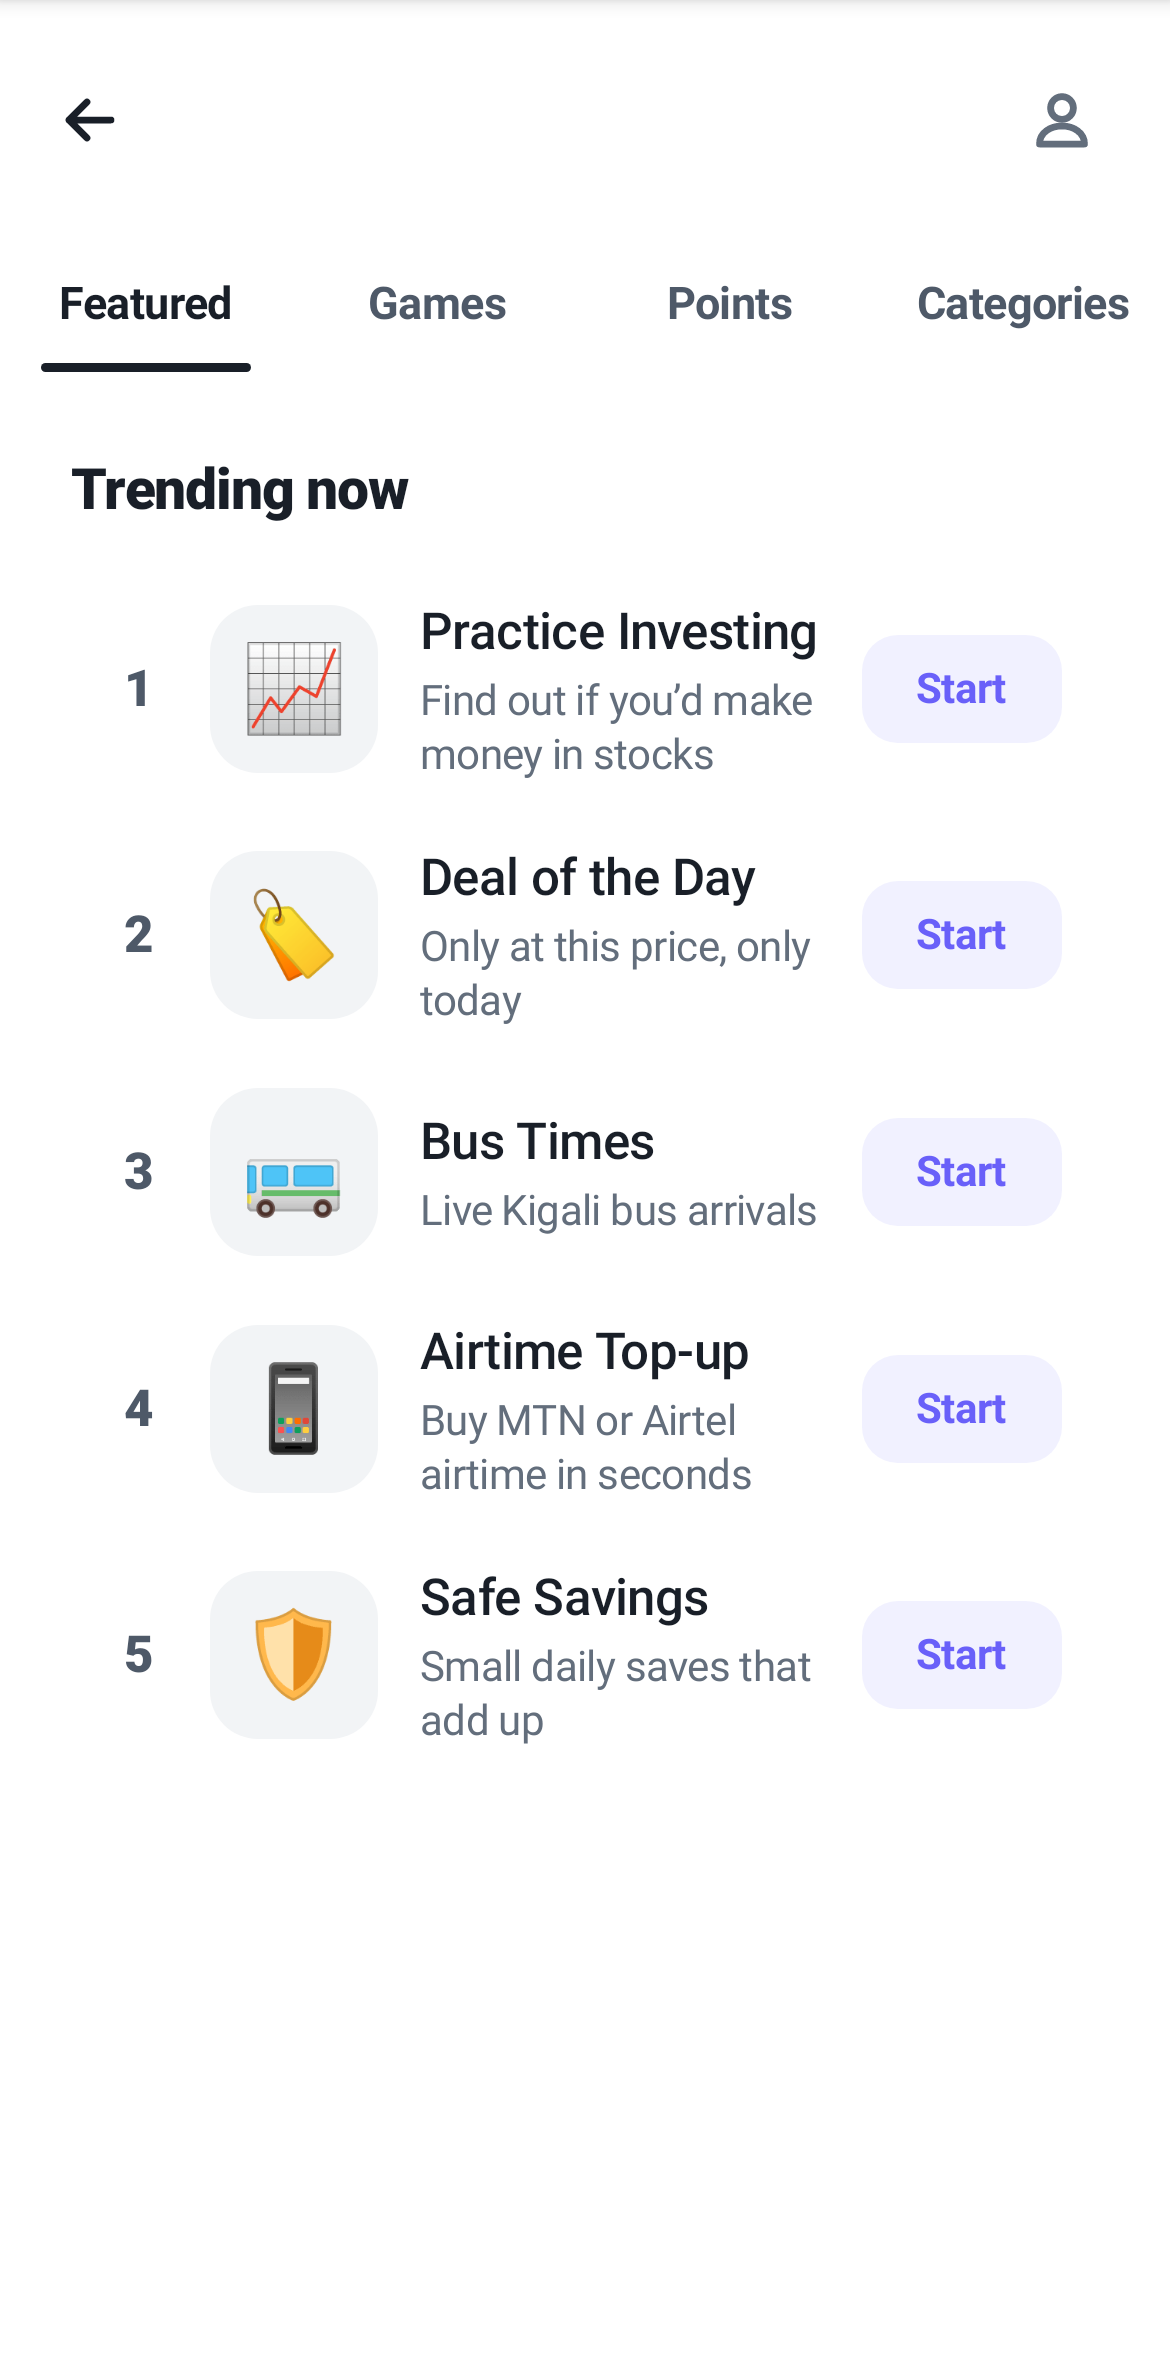 Featured Games Points Categories
Trending now
1
Practice Investing
Find out if you’d make
money in stocks
Start
2
Deal of the Day
Only at this price, only
today
Start
3
Bus Times
Live Kigali bus arrivals
Start
4
Airtime Top-up
Buy MTN or Airtel
airtime in seconds
Start
5
Safe Savings
Small daily saves that
add up
Start